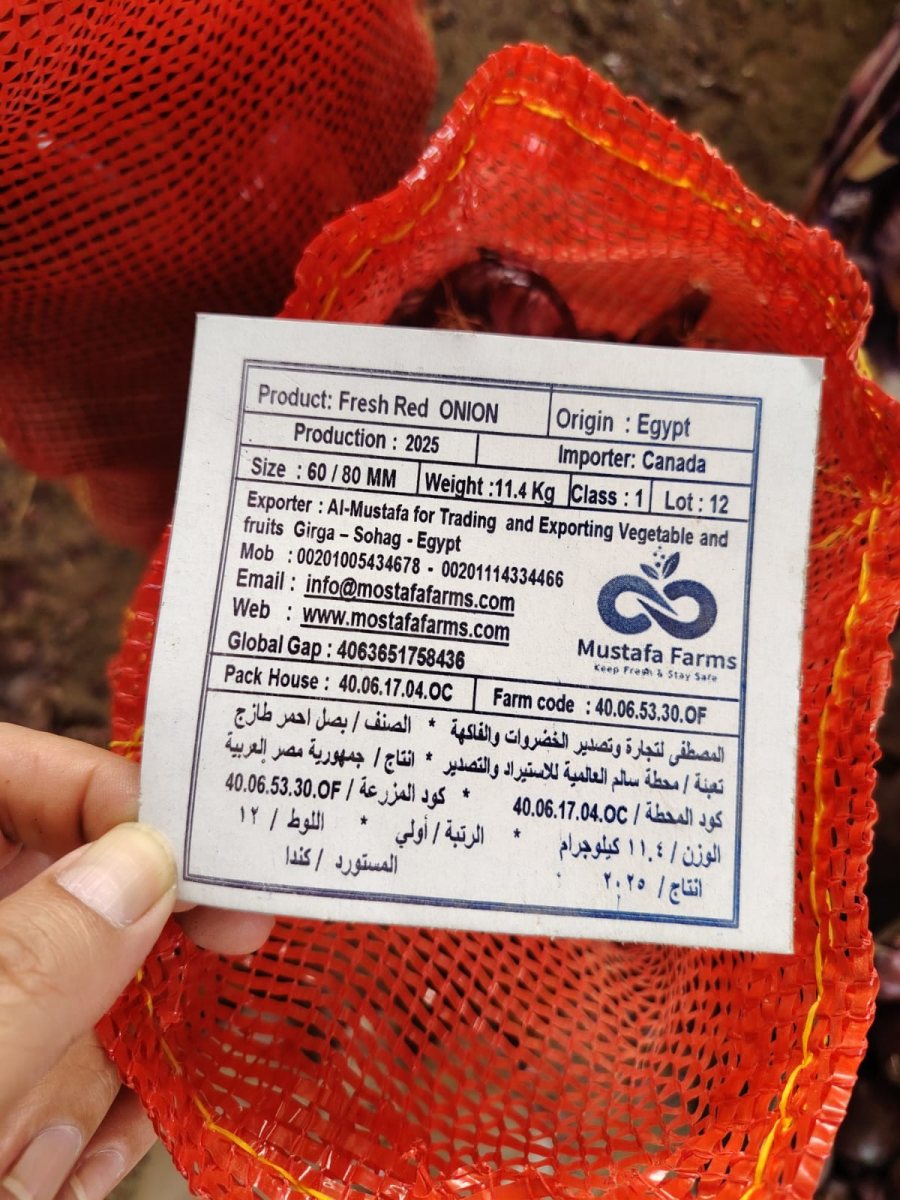 Product: Fresh Red ONION
Origin : Egypt
Production : 2025
Importer: Canada
Size : 60 / 80 MM
Weight :11.4 Kg
Class : 1
Lot : 12
Exporter : Al-Mustafa for Trading and Exporting Vegetable and
fruits Girga – Sohag - Egypt
Mob : 00201005434678 - 00201114334466
Email : info@mostafafarms.com
Web : www.mostafafarms.com
Global Gap : 4063651758436
Mustafa Farms
Keep Fresh & Stay Safe
Pack House : 40.06.17.04.OC
Farm code : 40.06.53.30.OF
المصطفى لتجارة وتصدير الخضروات والفاكهة * الصنف / بصل احمر طازج
تعبئة / محطة سالم العالمية للاستيراد والتصدير * انتاج / جمهورية مصر العربية
كود المحطة / 40.06.17.04.OC * كود المزرعة / 40.06.53.30.OF
الوزن / ١١.٤ كيلوجرام * الرتبة / أولي * اللوط / ١٢
انتاج / ٢٠٢٥ المستورد / كندا